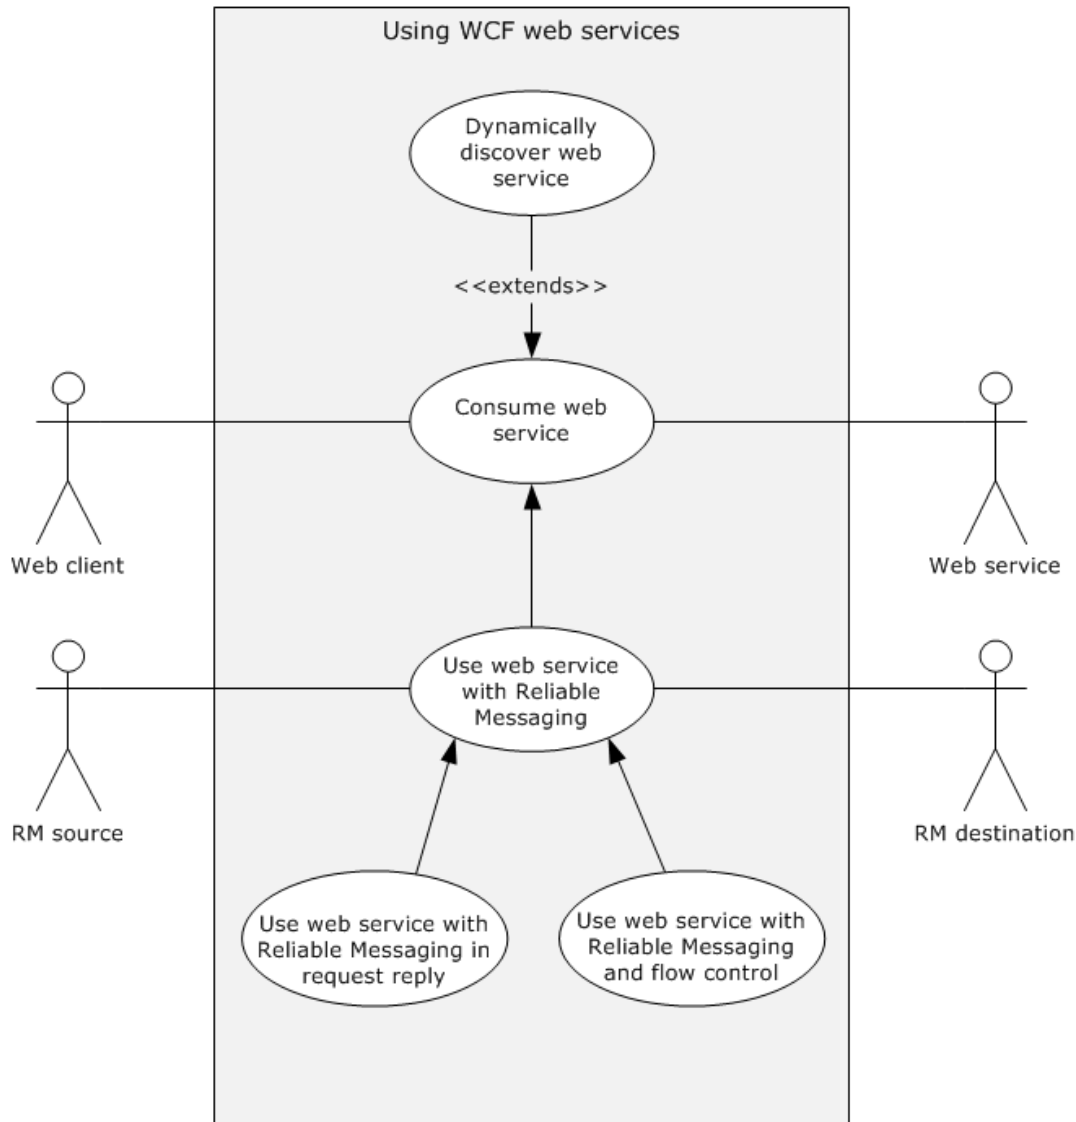 Using WCF web services
Dynamically
discover web
service
<<extends>>
Consume web
service
Web client
Web service
Use web service
with Reliable
Messaging
RM source
RM destination
Use web service with
Reliable Messaging in
request reply
Use web service with
Reliable Messaging
and flow control